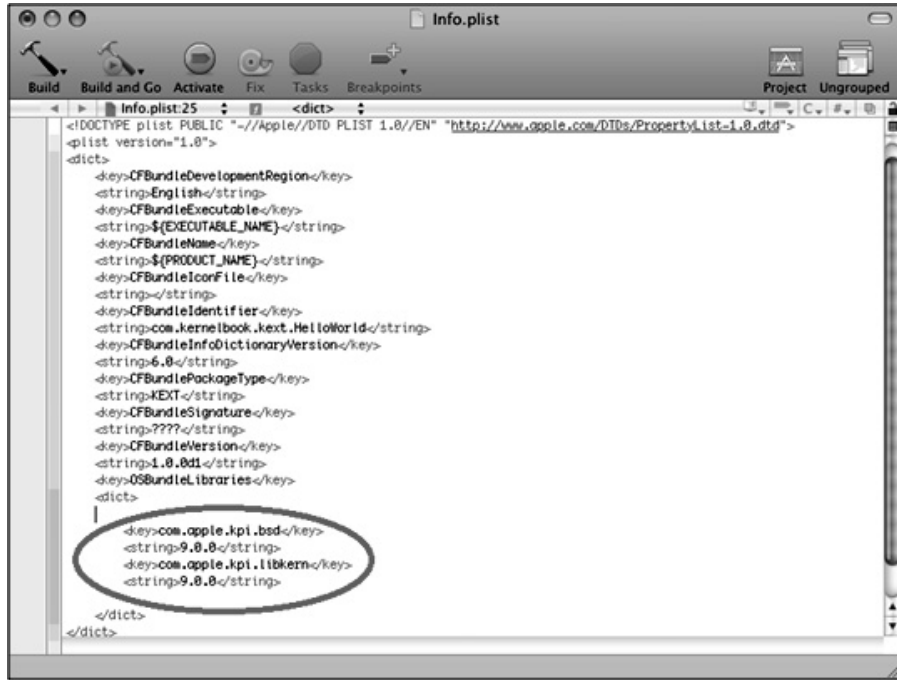 Info.plist
Build Build and Go Activate Fix Tasks Breakpoints Project Ungrouped
Info.plist:25 <dict> C #
<!DOCTYPE plist PUBLIC "-//Apple//DTD PLIST 1.0//EN" "http://www.apple.com/DTDs/PropertyList-1.0.dtd">
<plist version="1.0">
<dict>
<key>CFBundleDevelopmentRegion</key>
<string>English</string>
<key>CFBundleExecutable</key>
<string>${EXECUTABLE_NAME}</string>
<key>CFBundleName</key>
<string>${PRODUCT_NAME}</string>
<key>CFBundleIconFile</key>
<string></string>
<key>CFBundleIdentifier</key>
<string>com.kernelbook.kext.HelloWorld</string>
<key>CFBundleInfoDictionaryVersion</key>
<string>6.0</string>
<key>CFBundlePackageType</key>
<string>KEXT</string>
<key>CFBundleSignature</key>
<string>????</string>
<key>CFBundleVersion</key>
<string>1.0.0d1</string>
<key>OSBundleLibraries</key>
<dict>
<key>com.apple.kpi.bsd</key>
<string>9.0.0</string>
<key>com.apple.kpi.libkern</key>
<string>9.0.0</string>
</dict>
</dict>